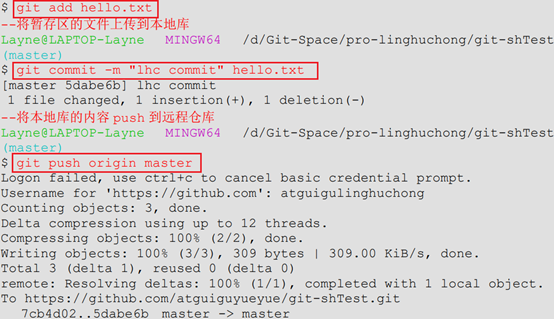 $ git add hello.txt
--将暂存区的文件上传到本地库
Layne@LAPTOP-Layne MINGW64 /d/Git-Space/pro-linghuchong/git-shTest
(master)
$ git commit -m "lhc commit" hello.txt
[master 5dabe6b] lhc commit
1 file changed, 1 insertion(+), 1 deletion(-)
--将本地库的内容 push 到远程仓库
Layne@LAPTOP-Layne MINGW64 /d/Git-Space/pro-linghuchong/git-shTest
(master)
$ git push origin master
Logon failed, use ctrl+c to cancel basic credential prompt.
Username for 'https://github.com': atguigulinghuchong
Counting objects: 3, done.
Delta compression using up to 12 threads.
Compressing objects: 100% (2/2), done.
Writing objects: 100% (3/3), 309 bytes | 309.00 KiB/s, done.
Total 3 (delta 1), reused 0 (delta 0)
remote: Resolving deltas: 100% (1/1), completed with 1 local object.
To https://github.com/atguiguyueyue/git-shTest.git
7cb4d02..5dabe6b master -> master